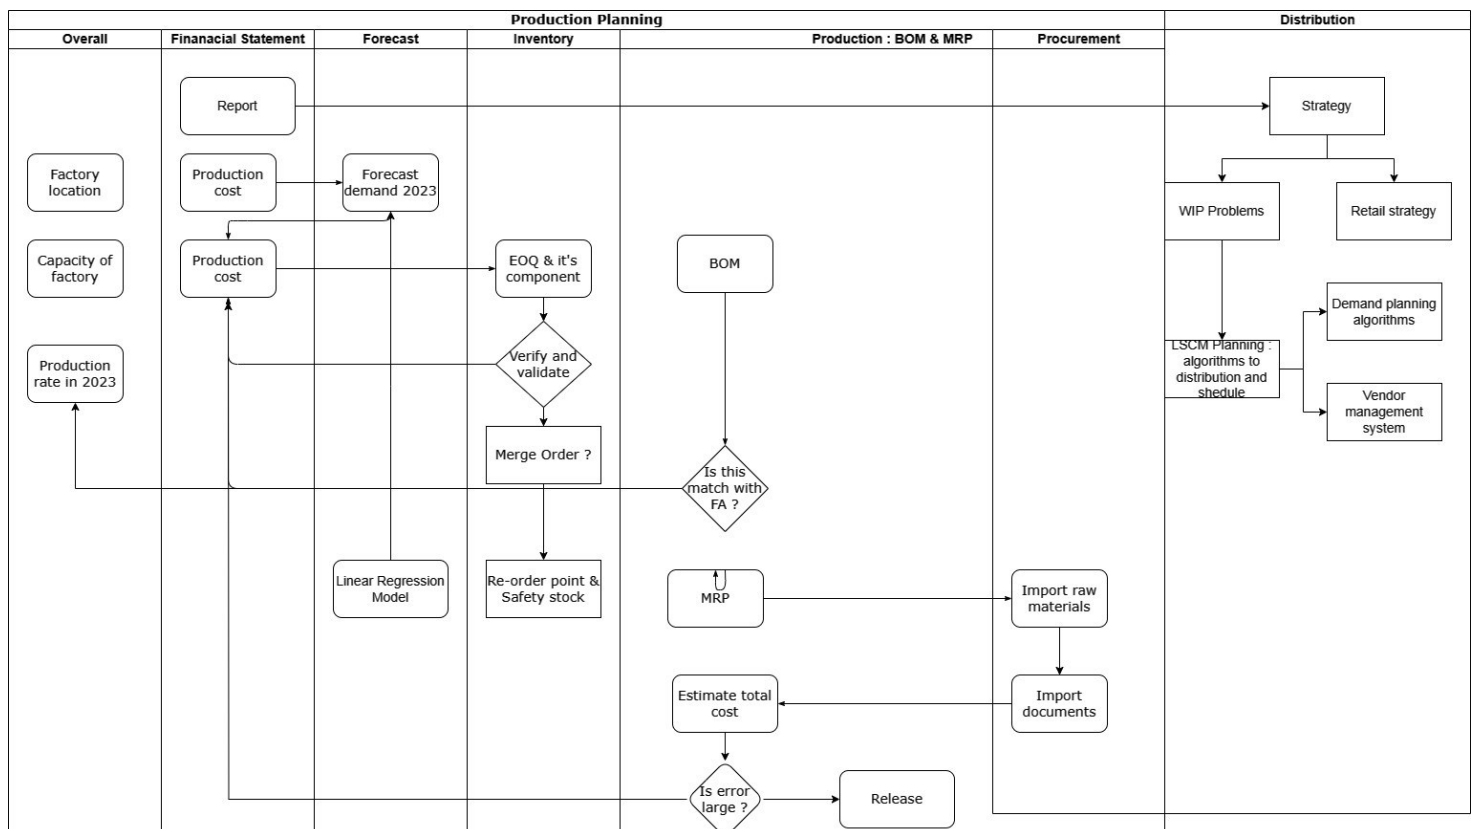 Production Planning
Distribution
Overall
Finanacial Statement
Forecast
Inventory
Production : BOM & MRP
Procurement
Report
Strategy
Factory
location
Production
cost
Forecast
demand 2023
WIP Problems
Retail strategy
Capacity of
factory
Production
cost
EOQ & it's
component
BOM
Demand planning
algorithms
Production
rate in 2023
Verify and
validate
LSCM Planning :
algorithms to
distribution and
shedule
Vendor
management
system
Merge Order ?
Is this
match with
FA ?
Linear Regression
Model
Re-order point &
Safety stock
MRP
Import raw
materials
Estimate total
cost
Import
documents
Is error
large ?
Release